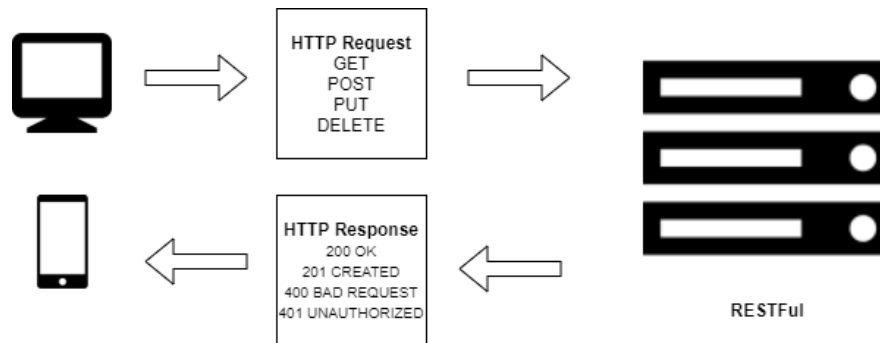 HTTP Request
GET
POST
PUT
DELETE
HTTP Response
200 OK
201 CREATED
400 BAD REQUEST
401 UNAUTHORIZED
RESTFul